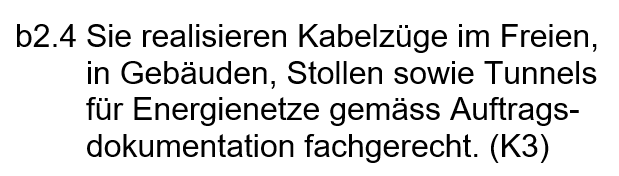 b2.4 Sie realisieren Kabelzüge im Freien,
in Gebäuden, Stollen sowie Tunnels
für Energienetze gemäss Auftrags-
dokumentation fachgerecht. (K3)